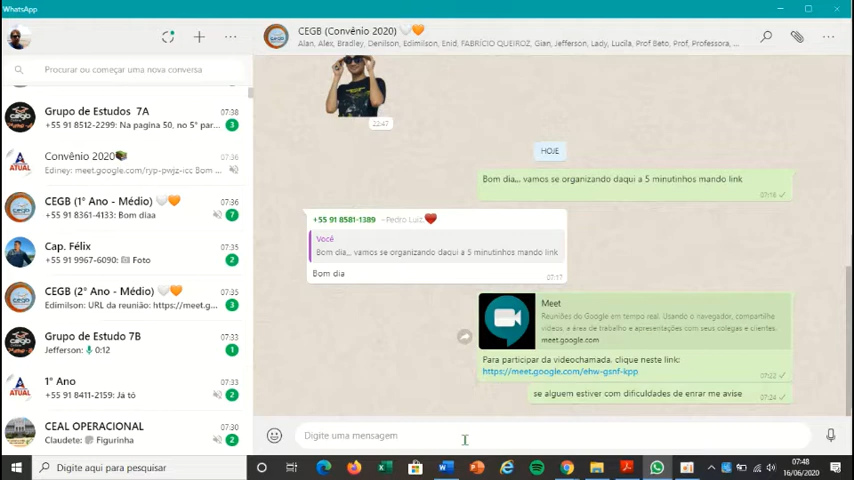 WhatsApp
Procurar ou começar uma nova conversa
Grupo de Estudos 7A
07:38
+55 91 8512-2299: Na pagina 50, no 5° par...
3
Convênio 2020
07:36
Ediney: meet.google.com/ryp-pwjz-icc Bom ...
CEGB (1° Ano - Médio)
07:36
+55 91 8361-4133: Bom diaa
7
Cap. Félix
07:35
+55 91 9967-6090: Foto
2
CEGB (2° Ano - Médio)
07:35
Edimilson: URL da reunião: https://meet.g...
3
Grupo de Estudo 7B
07:33
Jefferson: 0:12
1
1° Ano
07:33
+55 91 8411-2159: Já tó
2
CEAL OPERACIONAL
07:30
Claudete: Figurinha
2
CEGB (Convênio 2020)
Alan, Alex, Bradley, Denilson, Edimilson, Enid, FABRÍCIO QUEIROZ, Gian, Jefferson, Lady, Lucila, Prof Beto, Prof, Professora, ...
22:47
HOJE
Bom dia,,, vamos se organizando daqui a 5 minutinhos mando link
07:16
+55 91 8581-1389 ~Pedro Luiz
Você
Bom dia,,, vamos se organizando daqui a 5 minutinhos mando link
Bom dia
07:17
Meet
Reuniões do Google em tempo real. Usando o navegador, compartilhe
vídeos, a área de trabalho e apresentações com seus colegas e clientes.
meet.google.com
Para participar da videochamada, clique neste link:
https://meet.google.com/ehw-gsnf-kpp
07:22
se alguem estiver com dificuldades de enrar me avise
07:24
Digite uma mensagem
Digite aqui para pesquisar
07:48
16/06/2020